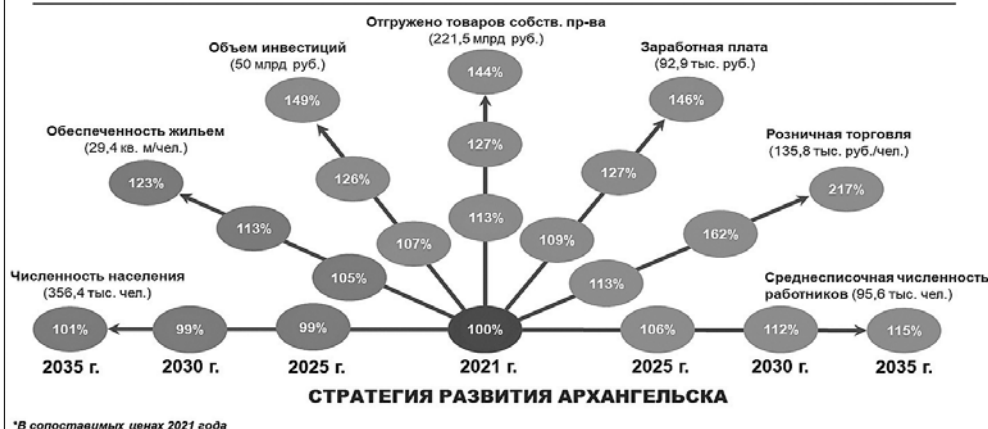 Отгружено товаров собств. пр-ва
(221,5 млрд руб.)
144%
127%
113%
Объем инвестиций
(50 млрд руб.)
149%
126%
107%
Заработная плата
(92,9 тыс. руб.)
146%
127%
109%
Обеспеченность жильем
(29,4 кв. м/чел.)
123%
113%
105%
Розничная торговля
(135,8 тыс. руб./чел.)
217%
162%
113%
Численность населения
(356,4 тыс. чел.)
Среднесписочная численность
работников (95,6 тыс. чел.)
101% 99% 99% 100% 106% 112% 115%
2035 г. 2030 г. 2025 г. 2021 г. 2025 г. 2030 г. 2035 г.
СТРАТЕГИЯ РАЗВИТИЯ АРХАНГЕЛЬСКА
*В сопоставимых ценах 2021 года